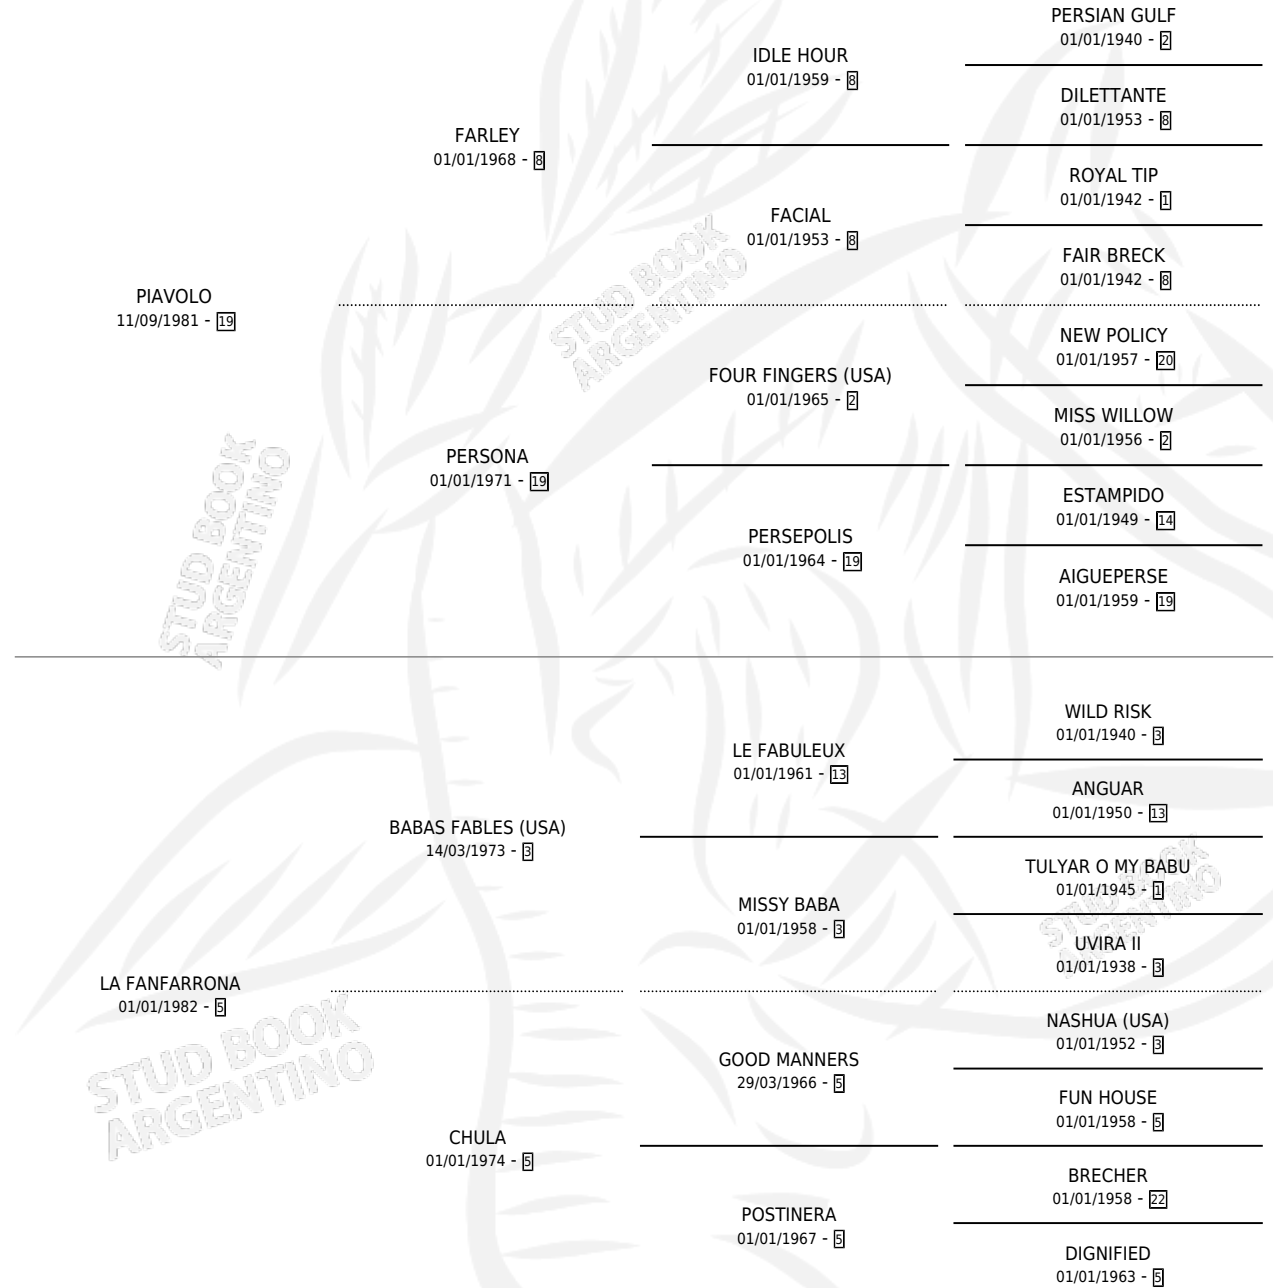 PERSIAN GULF
01/01/1940 - 2
IDLE HOUR
01/01/1959 - 8
DILETTANTE
01/01/1953 - 8
FARLEY
01/01/1968 - 8
ROYAL TIP
01/01/1942 - 1
FACIAL
01/01/1953 - 8
FAIR BRECK
01/01/1942 - 8
PIAVOLO
11/09/1981 - 19
NEW POLICY
01/01/1957 - 20
FOUR FINGERS (USA)
01/01/1965 - 2
MISS WILLOW
01/01/1956 - 2
PERSONA
01/01/1971 - 19
ESTAMPIDO
01/01/1949 - 14
PERSEPOLIS
01/01/1964 - 19
AIGUEPERSE
01/01/1959 - 19
WILD RISK
01/01/1940 - 3
LE FABULEUX
01/01/1961 - 13
ANGUAR
01/01/1950 - 13
BABAS FABLES (USA)
14/03/1973 - 3
TULYAR O MY BABU
01/01/1945 - 1
MISSY BABA
01/01/1958 - 3
UVIRA II
01/01/1938 - 3
LA FANFARRONA
01/01/1982 - 5
NASHUA (USA)
01/01/1952 - 3
GOOD MANNERS
29/03/1966 - 5
FUN HOUSE
01/01/1958 - 5
CHULA
01/01/1974 - 5
BRECHER
01/01/1958 - 22
POSTINERA
01/01/1967 - 5
DIGNIFIED
01/01/1963 - 5
STUD BOOK
ARGENTINO
STUD BOOK
ARGENTINO
STUD BOOK
ARGENTINO
STUD BOOK
ARGENTINO